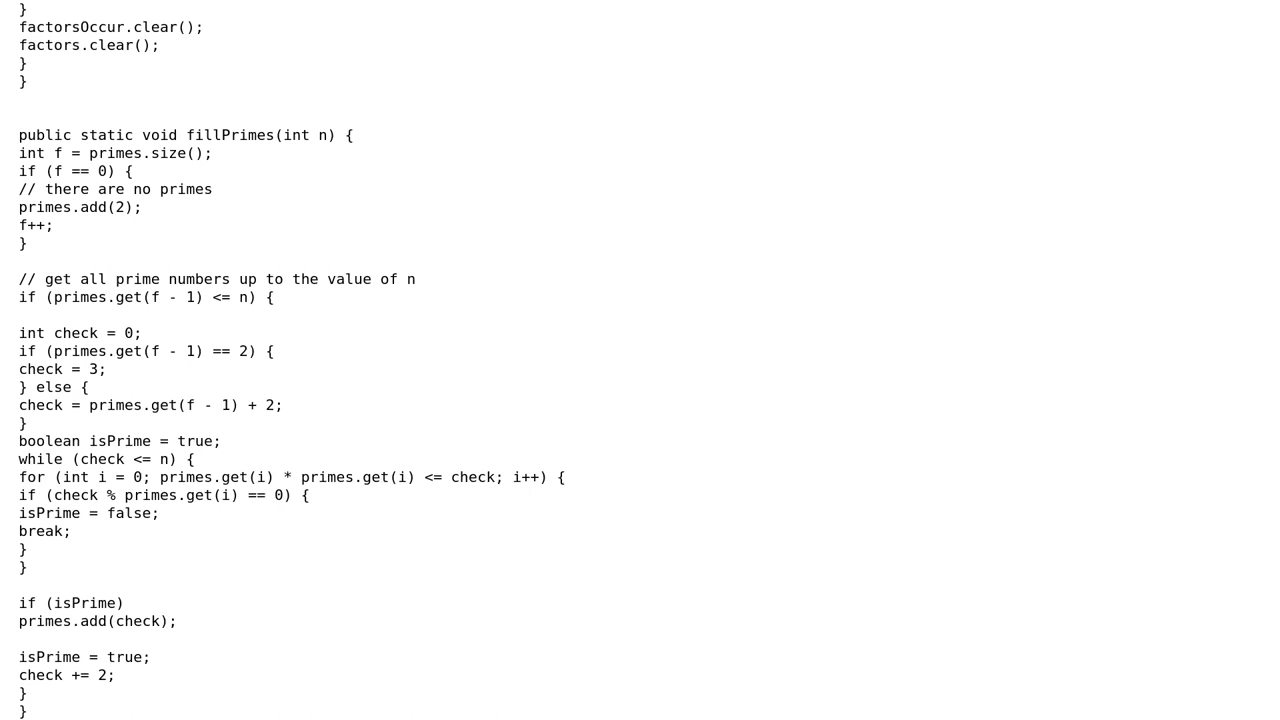 }
factorsOccur.clear();
factors.clear();
}
}
public static void fillPrimes(int n) {
int f = primes.size();
if (f == 0) {
// there are no primes
primes.add(2);
f++;
}
// get all prime numbers up to the value of n
if (primes.get(f - 1) <= n) {
int check = 0;
if (primes.get(f - 1) == 2) {
check = 3;
} else {
check = primes.get(f - 1) + 2;
}
boolean isPrime = true;
while (check <= n) {
for (int i = 0; primes.get(i) * primes.get(i) <= check; i++) {
if (check % primes.get(i) == 0) {
isPrime = false;
break;
}
}
if (isPrime)
primes.add(check);
isPrime = true;
check += 2;
}
}